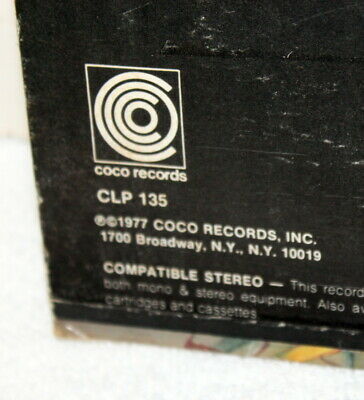 coco records
CLP 135
℗©1977 COCO RECORDS, INC.
1700 Broadway, N.Y., N.Y. 10019
COMPATIBLE STEREO — This record
both mono & stereo equipment. Also av
cartridges and cassettes.